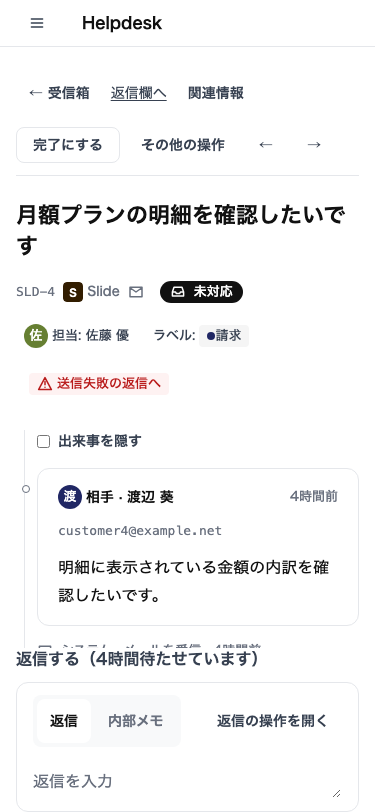 Helpdesk
← 受信箱 返信欄へ 関連情報
完了にする その他の操作 ← →
月額プランの明細を確認したいで
す
SLD-4 S Slide 未対応
佐 担当: 佐藤 優 ラベル: 請求
送信失敗の返信へ
出来事を隠す
渡 相手 · 渡辺 葵 4時間前
customer4@example.net
明細に表示されている金額の内訳を確
認したいです。
返信する（4時間待たせています）
返信 内部メモ 返信の操作を開く
返信を入力